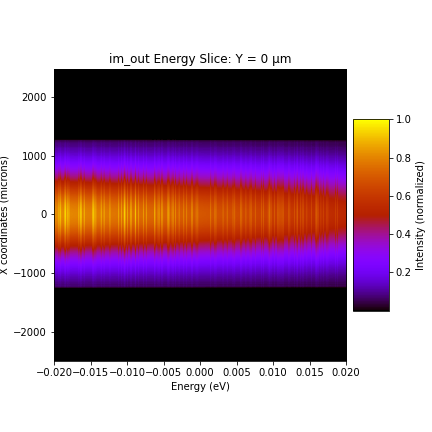 im_out Energy Slice: Y = 0 μm
2000
1000
0
−1000
−2000
X coordinates (microns)
−0.020 −0.015 −0.010 −0.005 0.000 0.005 0.010 0.015 0.020
Energy (eV)
1.0
0.8
0.6
0.4
0.2
Intensity (normalized)